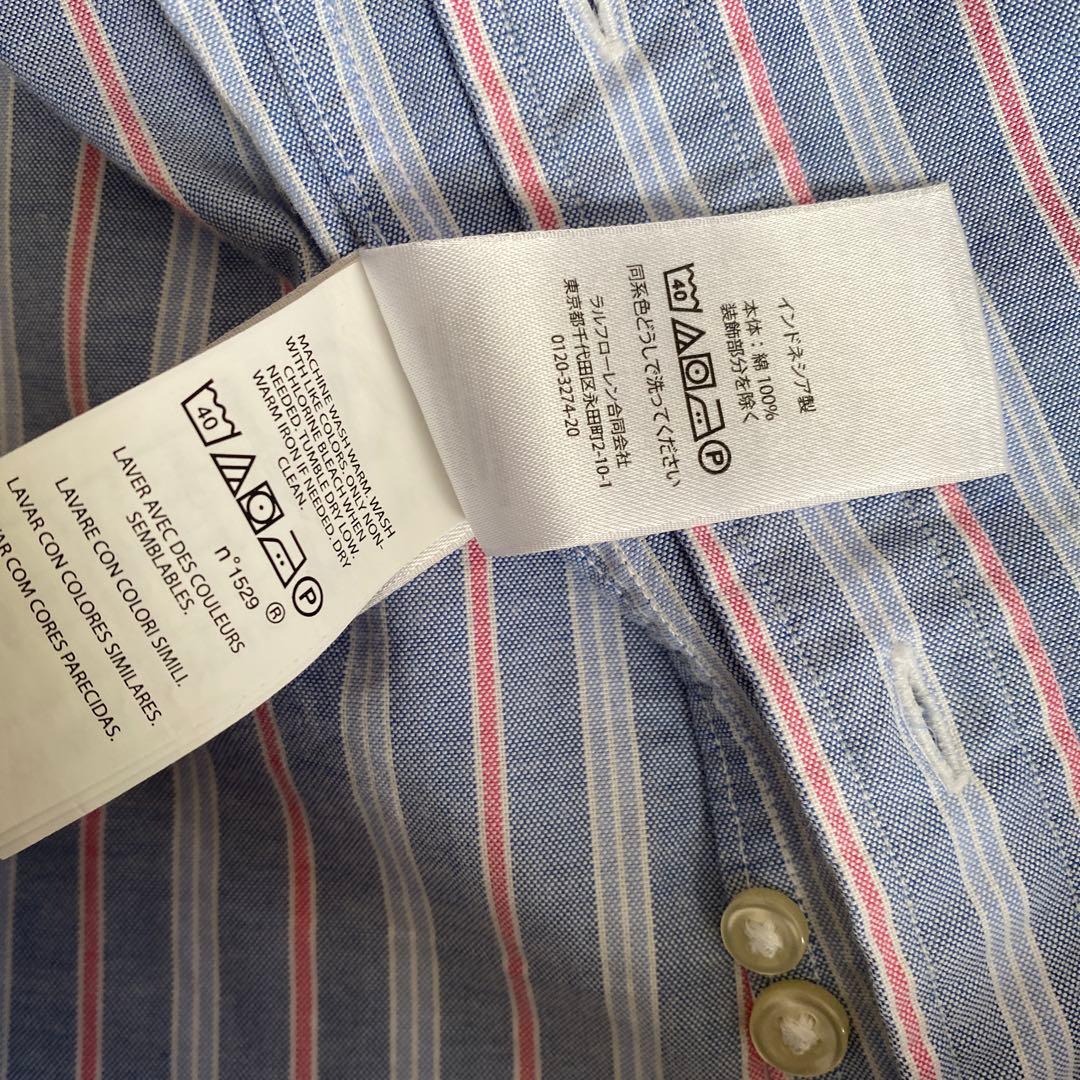 MACHINE WASH WARM. WASH
WITH LIKE COLORS. ONLY NON-
CHLORINE BLEACH WHEN
NEEDED. TUMBLE DRY LOW.
WARM IRON IF NEEDED. DRY
CLEAN.
40
P
n°1529 ®
LAVER AVEC DES COULEURS
SEMBLABLES.
LAVARE CON COLORI SIMILI.
LAVAR CON COLORES SIMILARES.
COM CORES PARECIDAS.
インドネシア製
本体：綿 100%
装飾部分を除く
40
P
同系色どうしで洗ってください
ラルフローレン合同会社
東京都千代田区永田町2-10-1
0120-3274-20